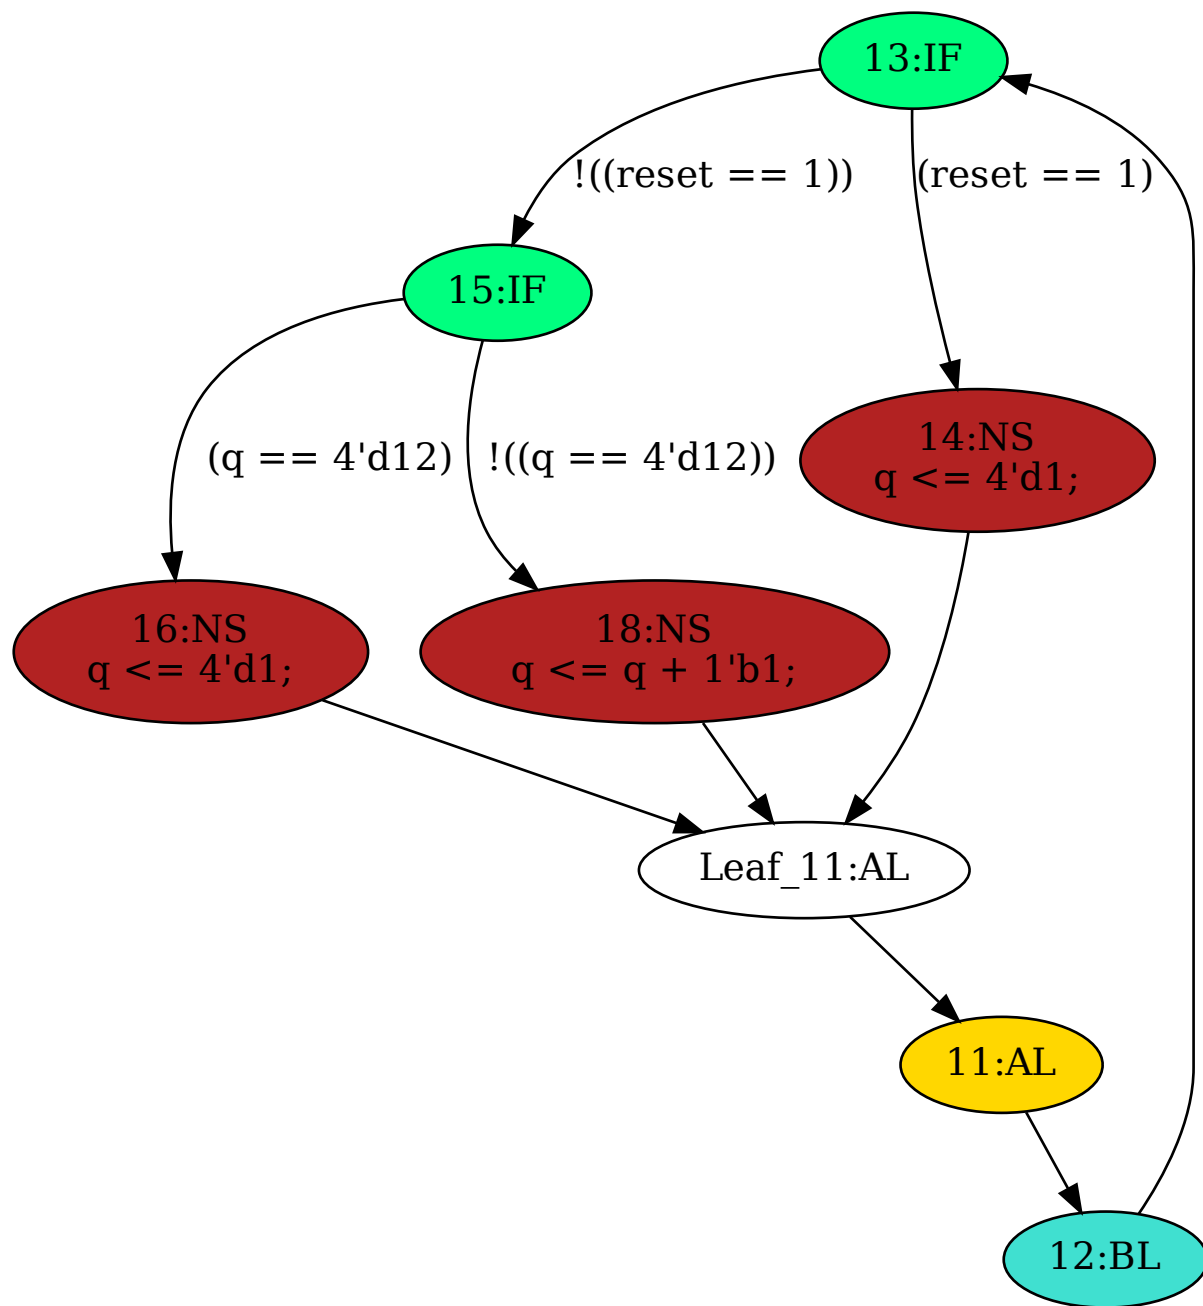 13:IF
!((reset == 1))
(reset == 1)
15:IF
14:NS
q <= 4'd1;
(q == 4'd12)
!((q == 4'd12))
16:NS
q <= 4'd1;
18:NS
q <= q + 1'b1;
Leaf_11:AL
11:AL
12:BL